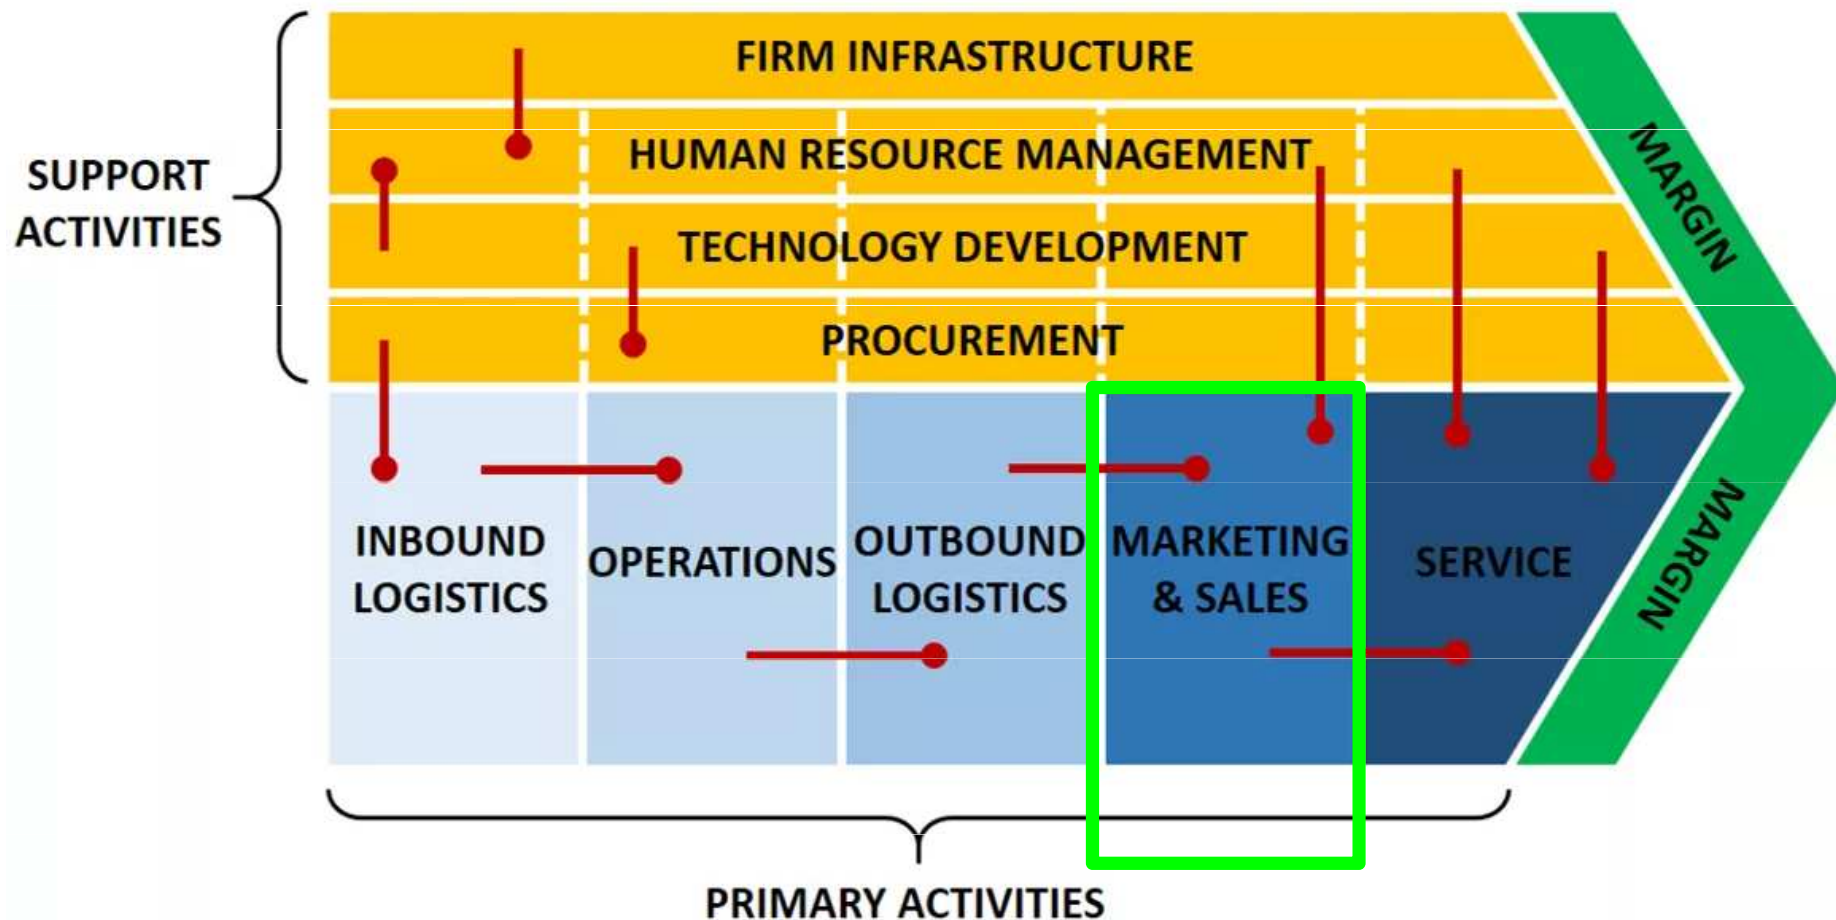 SUPPORT
ACTIVITIES
FIRM INFRASTRUCTURE
HUMAN RESOURCE MANAGEMENT
TECHNOLOGY DEVELOPMENT
PROCUREMENT
INBOUND
LOGISTICS
OPERATIONS
OUTBOUND
LOGISTICS
MARKETING
& SALES
SERVICE
MARGIN
MARGIN
PRIMARY ACTIVITIES